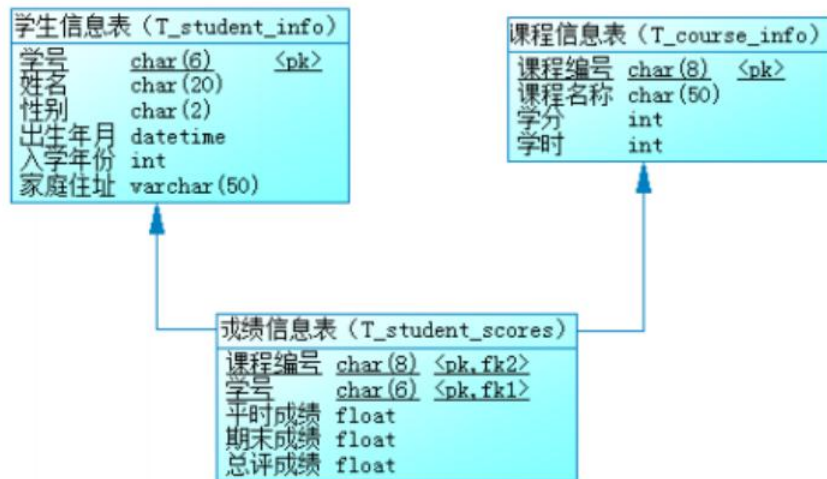 学生信息表（T_student_info）
学号 char(6) <pk>
姓名 char(20)
性别 char(2)
出生年月 datetime
入学年份 int
家庭住址 varchar(50)
课程信息表（T_course_info）
课程编号 char(8) <pk>
课程名称 char(50)
学分 int
学时 int
成绩信息表（T_student_scores）
课程编号 char(8) <pk,fk2>
学号 char(6) <pk,fk1>
平时成绩 float
期末成绩 float
总评成绩 float